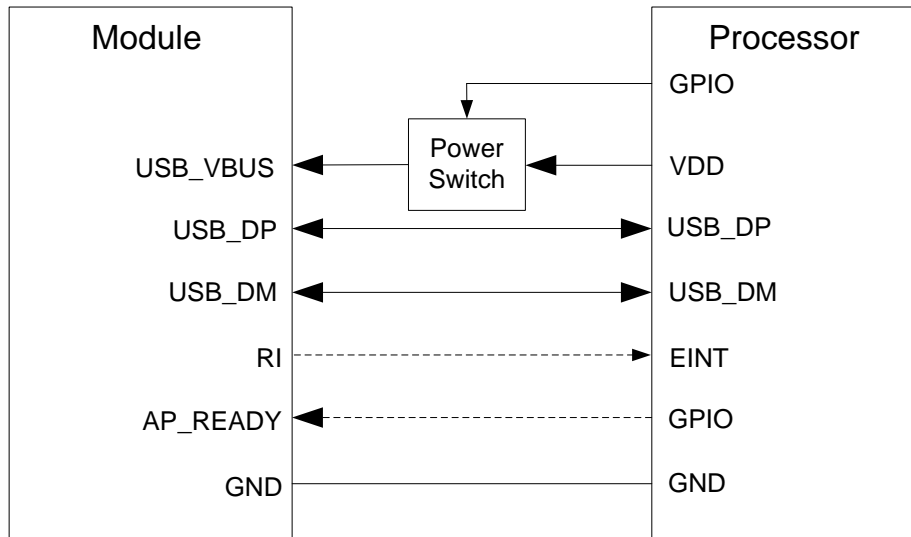 Module
Processor
GPIO
Power
Switch
USB_VBUS
VDD
USB_DP
USB_DP
USB_DM
USB_DM
RI
EINT
AP_READY
GPIO
GND
GND